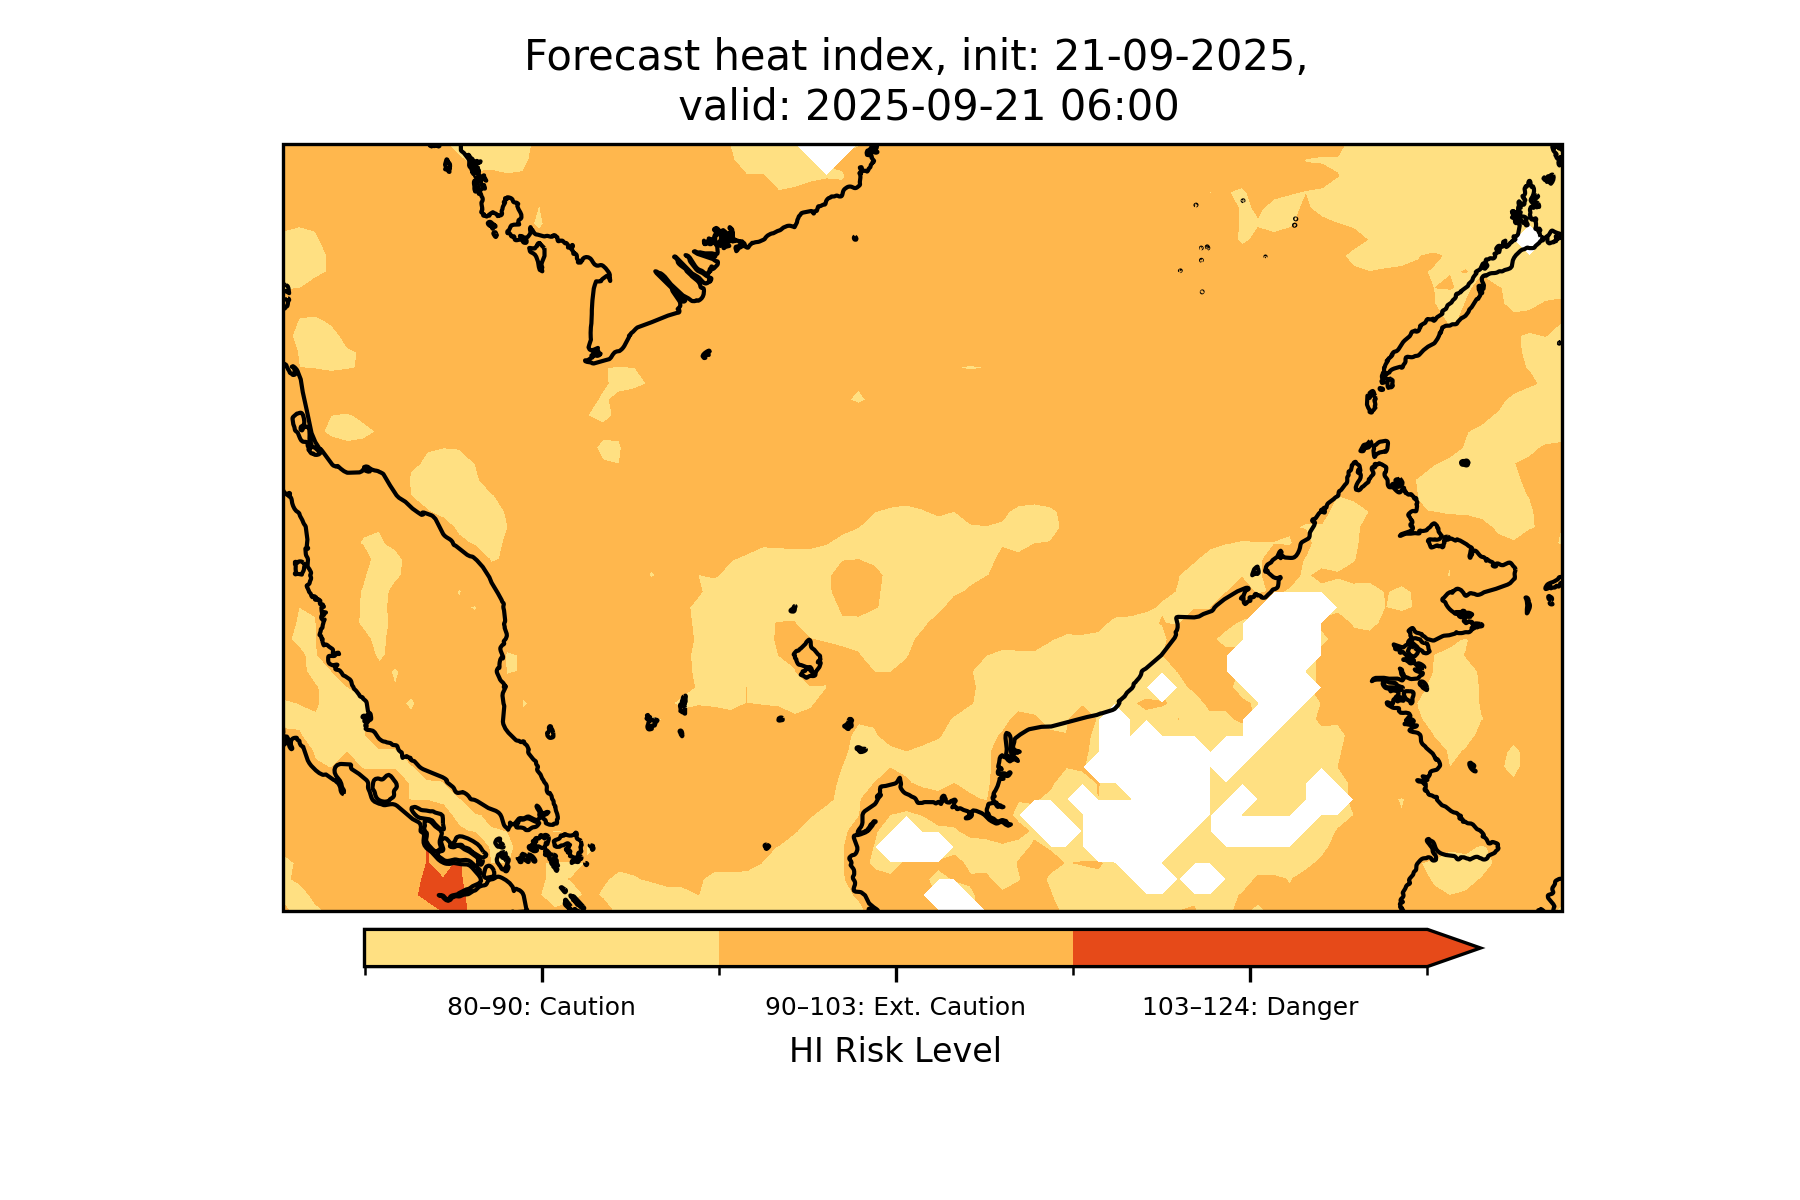 Forecast heat index, init: 21-09-2025,
valid: 2025-09-21 06:00
80–90: Caution
90–103: Ext. Caution
103–124: Danger
HI Risk Level